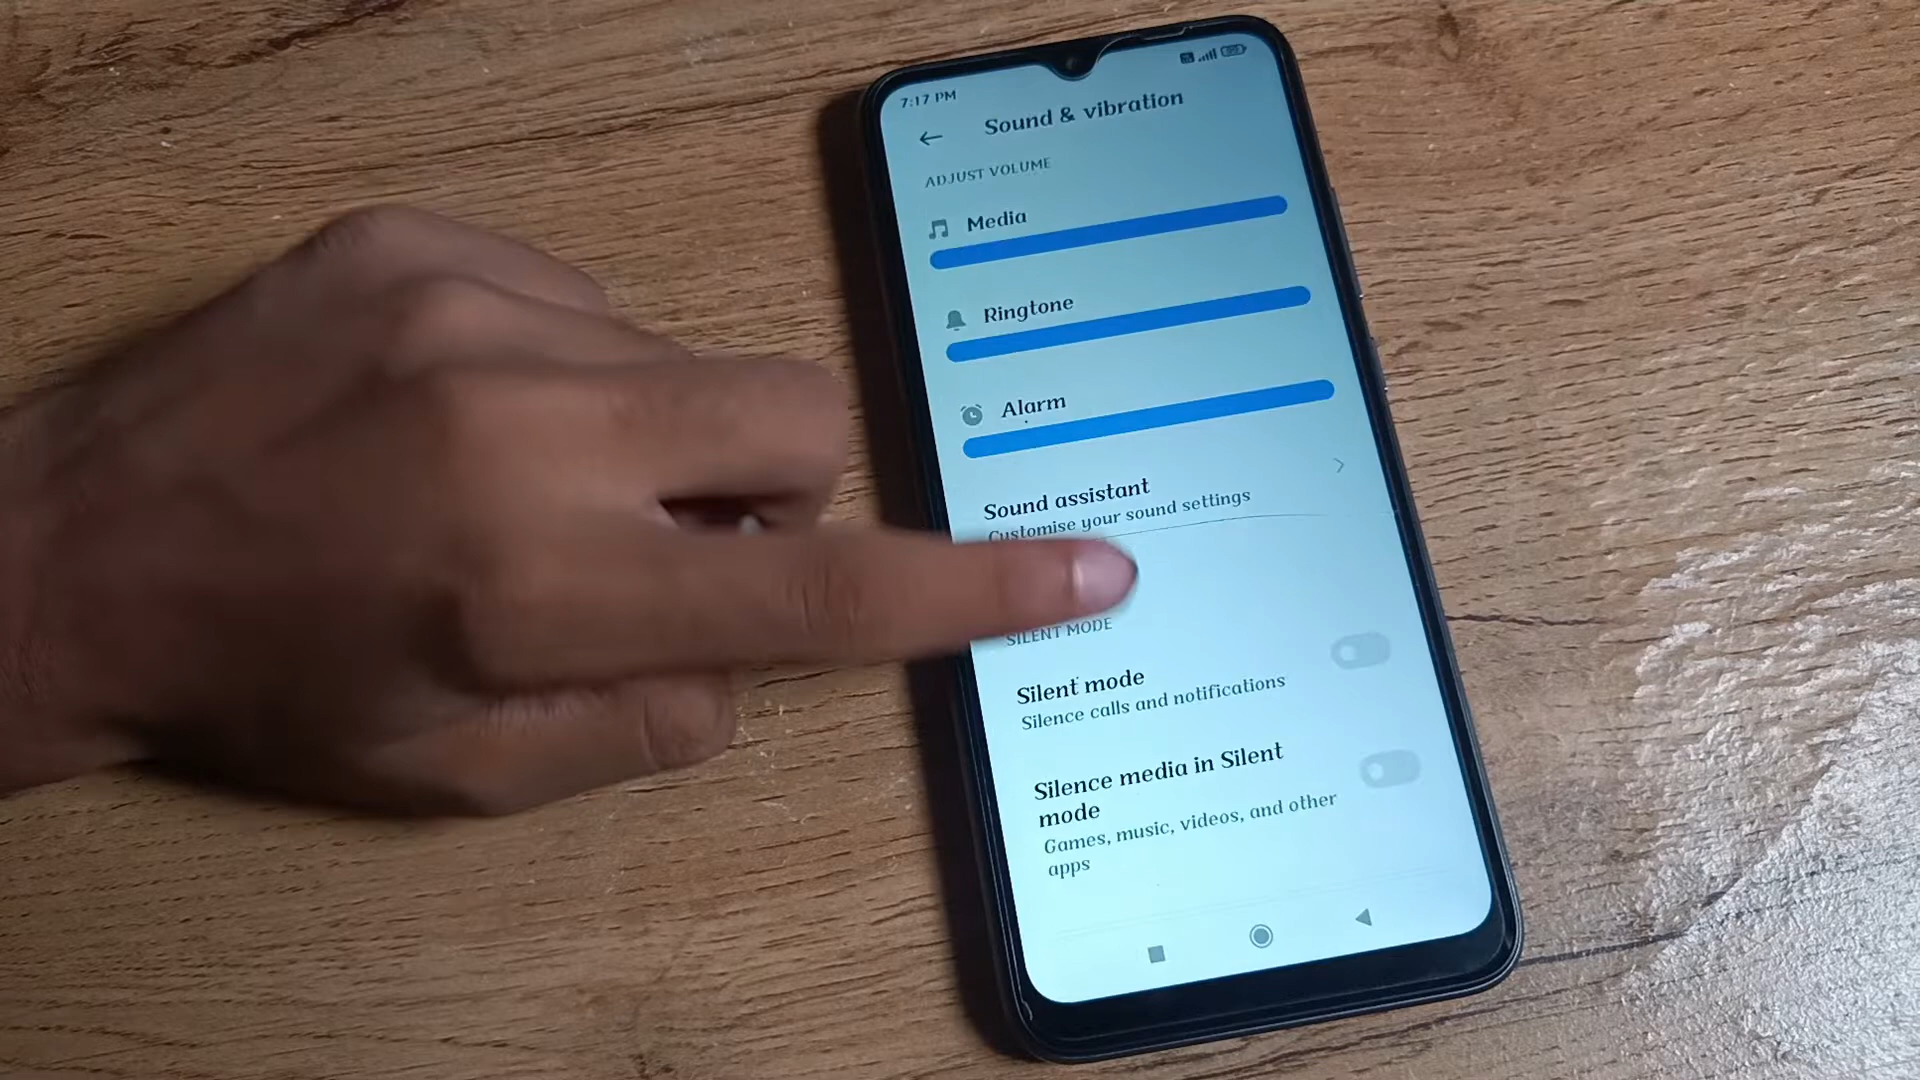 7:17 PM
Sound & vibration
ADJUST VOLUME
Media
Ringtone
Alarm
Sound assistant
Customise your sound settings
SILENT MODE
Silent mode
Silence calls and notifications
Silence media in Silent
mode
Games, music, videos, and other
apps